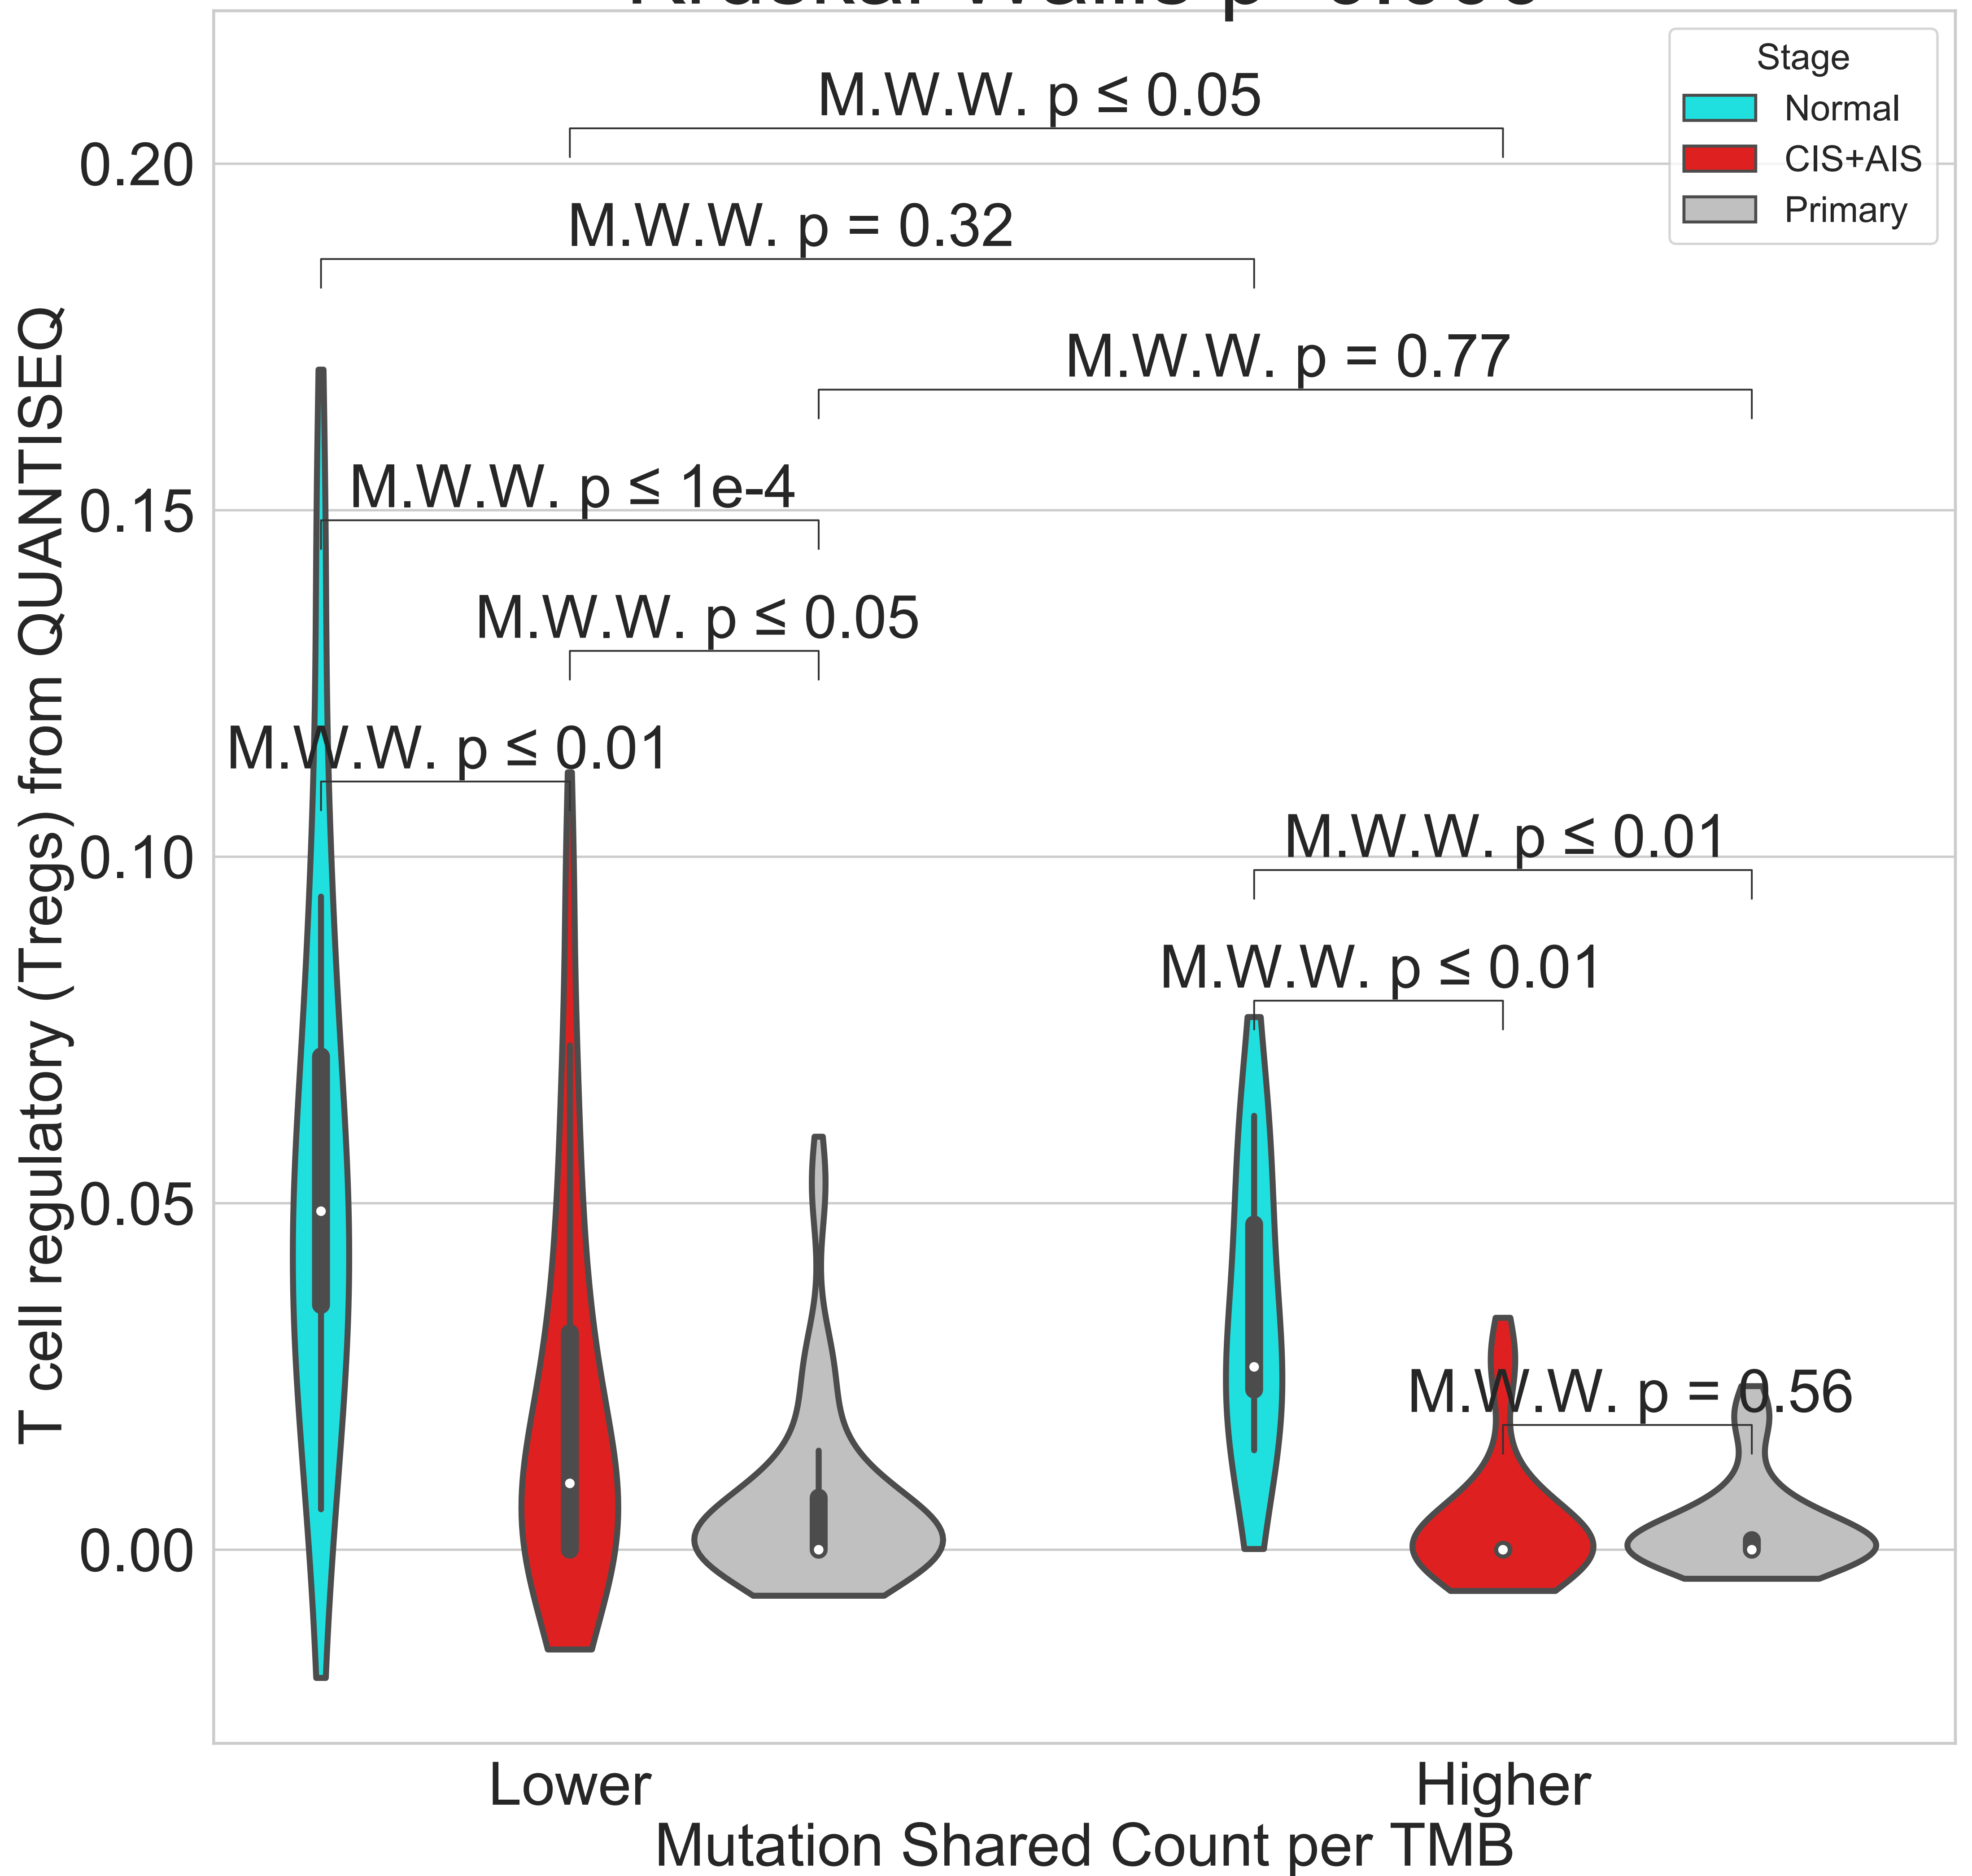 M.W.W. p ≤ 0.05
M.W.W. p = 0.32
M.W.W. p = 0.77
M.W.W. p ≤ 1e-4
M.W.W. p ≤ 0.05
M.W.W. p ≤ 0.01
M.W.W. p ≤ 0.01
M.W.W. p ≤ 0.01
M.W.W. p = 0.56
Stage
Normal
CIS+AIS
Primary
T cell regulatory (Tregs) from QUANTISEQ
0.20
0.15
0.10
0.05
0.00
Lower
Higher
Mutation Shared Count per TMB